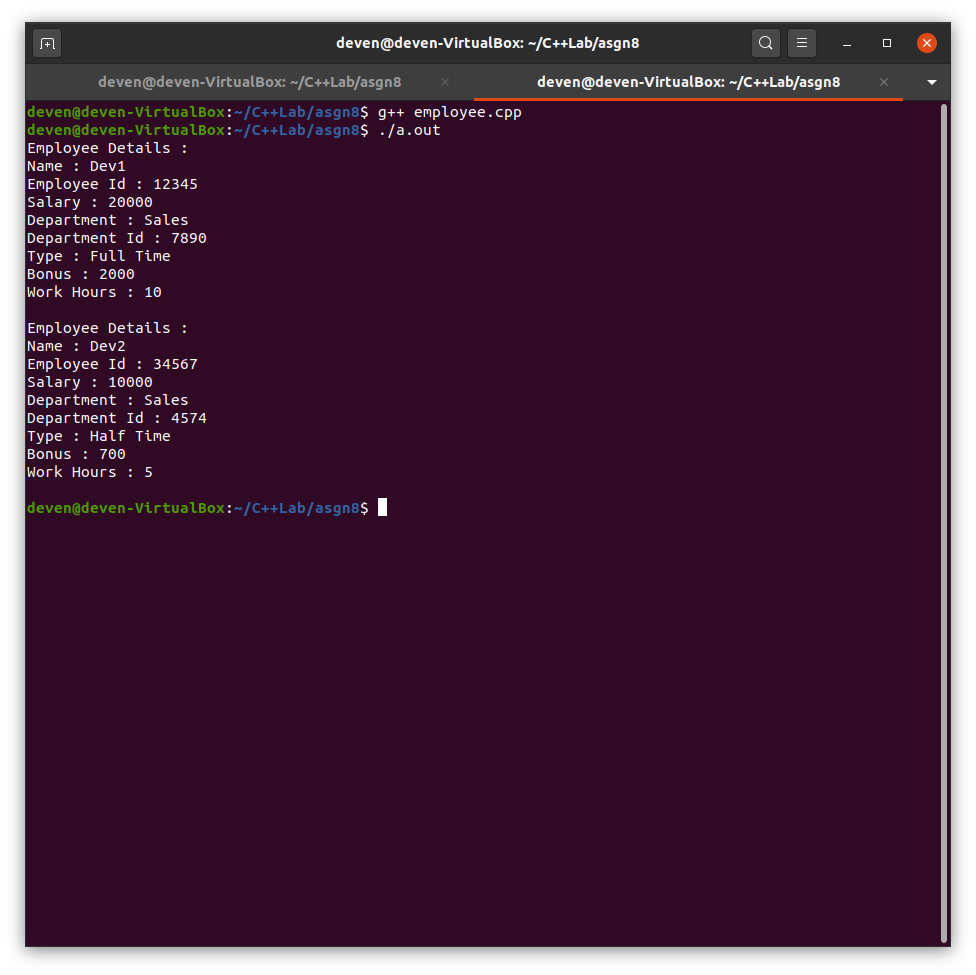 deven@deven-VirtualBox: ~/C++Lab/asgn8
deven@deven-VirtualBox: ~/C++Lab/asgn8
deven@deven-VirtualBox: ~/C++Lab/asgn8
deven@deven-VirtualBox:~/C++Lab/asgn8$ g++ employee.cpp
deven@deven-VirtualBox:~/C++Lab/asgn8$ ./a.out
Employee Details :
Name : Dev1
Employee Id : 12345
Salary : 20000
Department : Sales
Department Id : 7890
Type : Full Time
Bonus : 2000
Work Hours : 10

Employee Details :
Name : Dev2
Employee Id : 34567
Salary : 10000
Department : Sales
Department Id : 4574
Type : Half Time
Bonus : 700
Work Hours : 5

deven@deven-VirtualBox:~/C++Lab/asgn8$